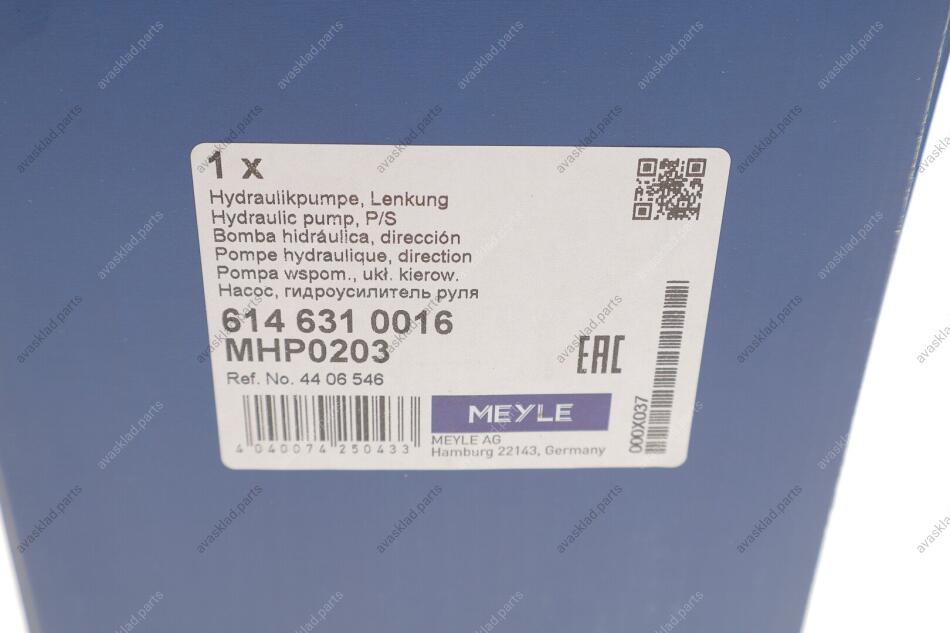 1 x
Hydraulikpumpe, Lenkung
Hydraulic pump, P/S
Bomba hidráulica, dirección
Pompe hydraulique, direction
Pompa wspom., ukł. kierow.
Насос, гидроусилитель руля
614 631 0016
MHP0203
Ref. No. 44 06 546
4 040074 250433
MEYLE
MEYLE AG
Hamburg 22143, Germany
EAC
000X037
avasklad.parts